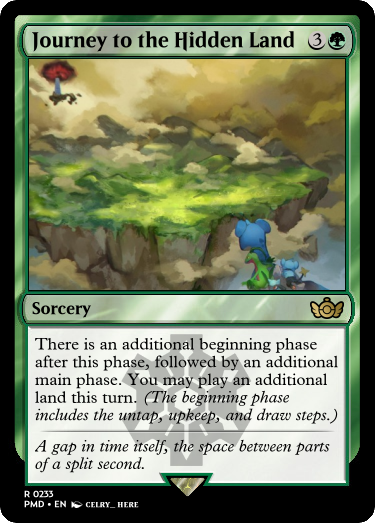 Journey to the Hidden Land 3
Sorcery
There is an additional beginning phase
after this phase, followed by an additional
main phase. You may play an additional
land this turn. (The beginning phase
includes the untap, upkeep, and draw steps.)
A gap in time itself, the space between parts
of a split second.
R 0233
PMD • EN CELRY_ HERE